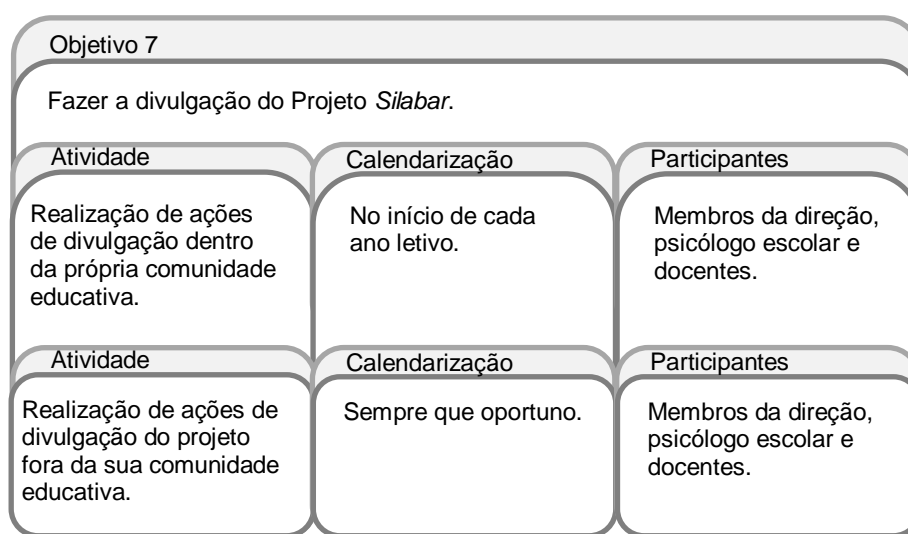 Objetivo 7
Fazer a divulgação do Projeto Silabar.
Atividade
Realização de ações
de divulgação dentro
da própria comunidade
educativa.
Calendarização
No início de cada
ano letivo.
Participantes
Membros da direção,
psicólogo escolar e
docentes.
Atividade
Realização de ações de
divulgação do projeto
fora da sua comunidade
educativa.
Calendarização
Sempre que oportuno.
Participantes
Membros da direção,
psicólogo escolar e
docentes.